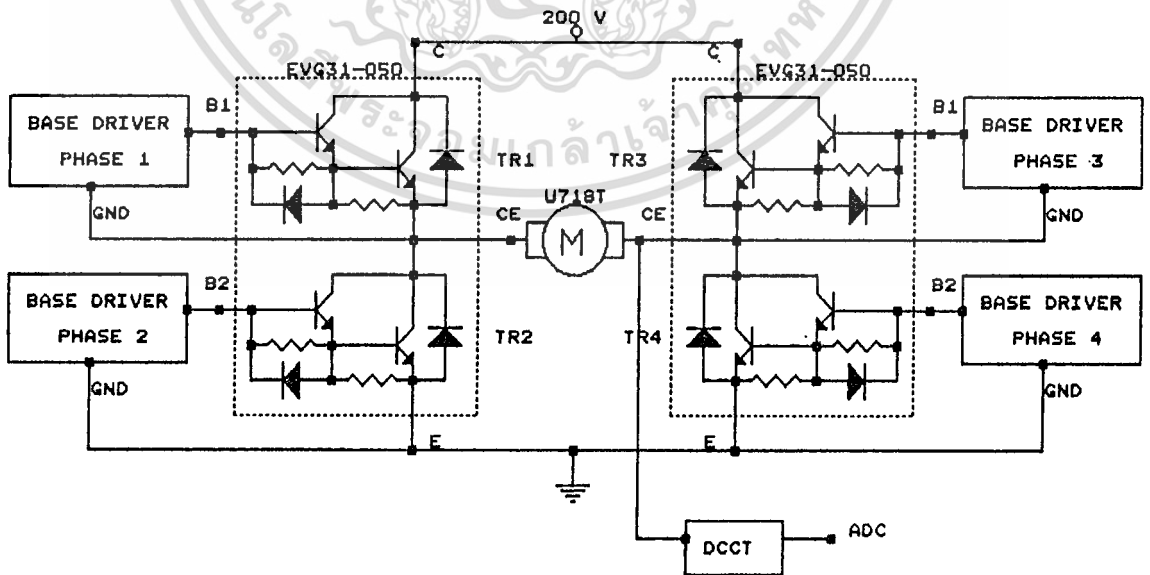 200 V
C
C
EVG31-050
EVG31-050
BASE DRIVER
PHASE 1
B1
B1
BASE DRIVER
PHASE 3
GND
TR1
TR3
GND
U718T
CE
M
CE
BASE DRIVER
PHASE 2
B2
B2
BASE DRIVER
PHASE 4
GND
TR2
TR4
GND
E
E
DCCT
ADC